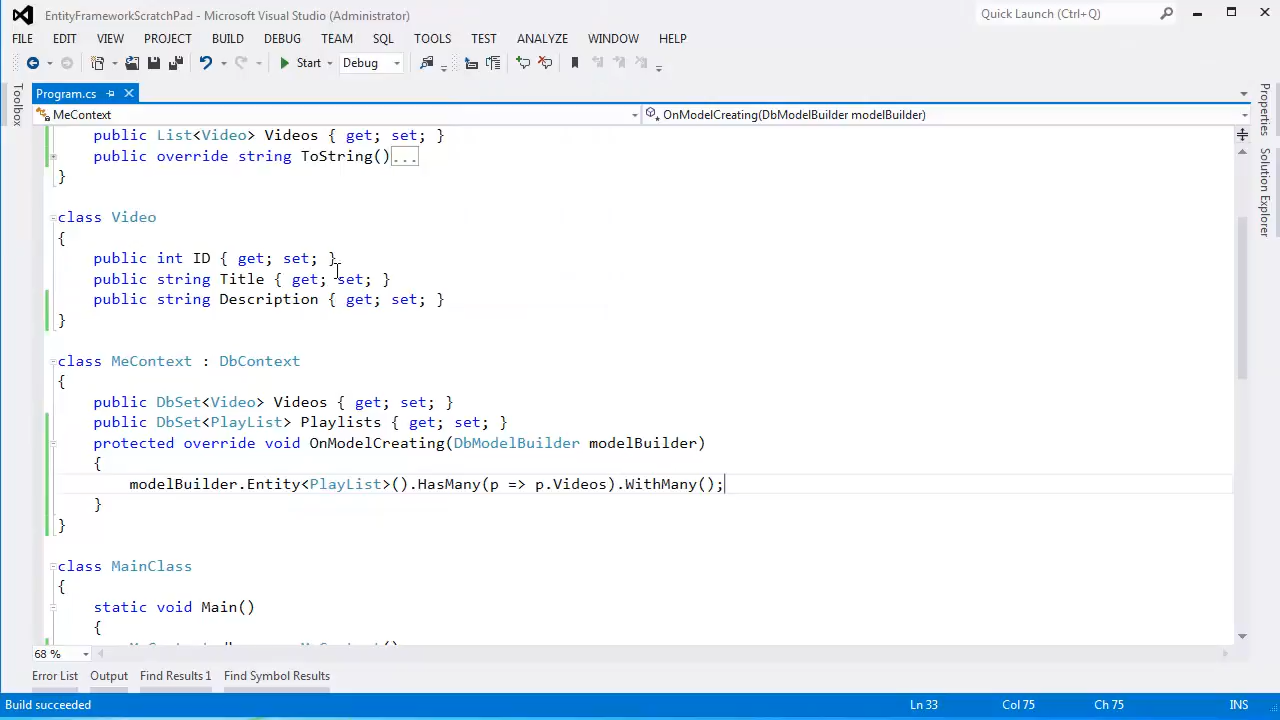 EntityFrameworkScratchPad - Microsoft Visual Studio (Administrator)
Quick Launch (Ctrl+Q)
FILE EDIT VIEW PROJECT BUILD DEBUG TEAM SQL TOOLS TEST ANALYZE WINDOW HELP
Start Debug
Toolbox
Program.cs
MeContext OnModelCreating(DbModelBuilder modelBuilder)
Properties
Solution Explorer
public List<Video> Videos { get; set; }
public override string ToString()...
}
class Video
{
public int ID { get; set; }
public string Title { get; set; }
public string Description { get; set; }
}
class MeContext : DbContext
{
public DbSet<Video> Videos { get; set; }
public DbSet<PlayList> Playlists { get; set; }
protected override void OnModelCreating(DbModelBuilder modelBuilder)
{
modelBuilder.Entity<PlayList>().HasMany(p => p.Videos).WithMany();
}
}
class MainClass
{
static void Main()
{
68 %
Error List Output Find Results 1 Find Symbol Results
Build succeeded Ln 33 Col 75 Ch 75 INS